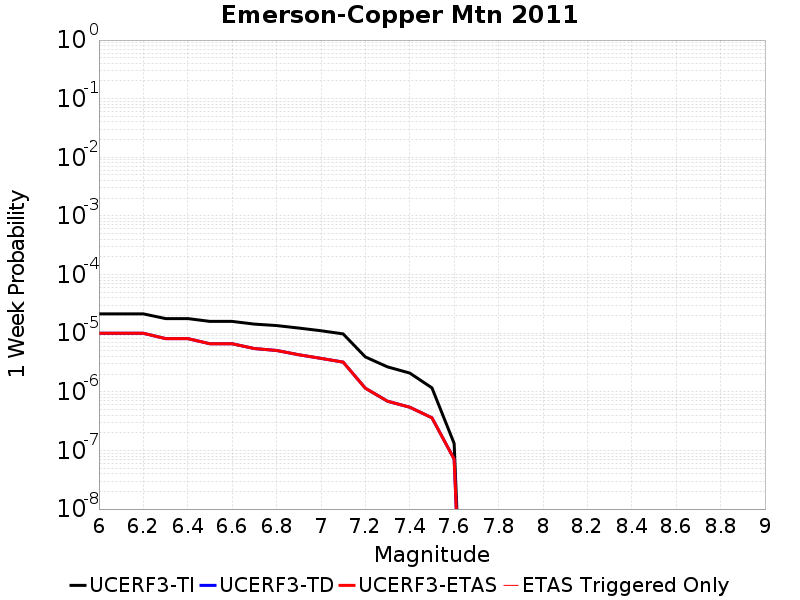 Emerson-Copper Mtn 2011
1 Week Probability
10^0
10^-1
10^-2
10^-3
10^-4
10^-5
10^-6
10^-7
10^-8
6 6.2 6.4 6.6 6.8 7 7.2 7.4 7.6 7.8 8 8.2 8.4 8.6 8.8 9
Magnitude
UCERF3-TI UCERF3-TD UCERF3-ETAS ETAS Triggered Only